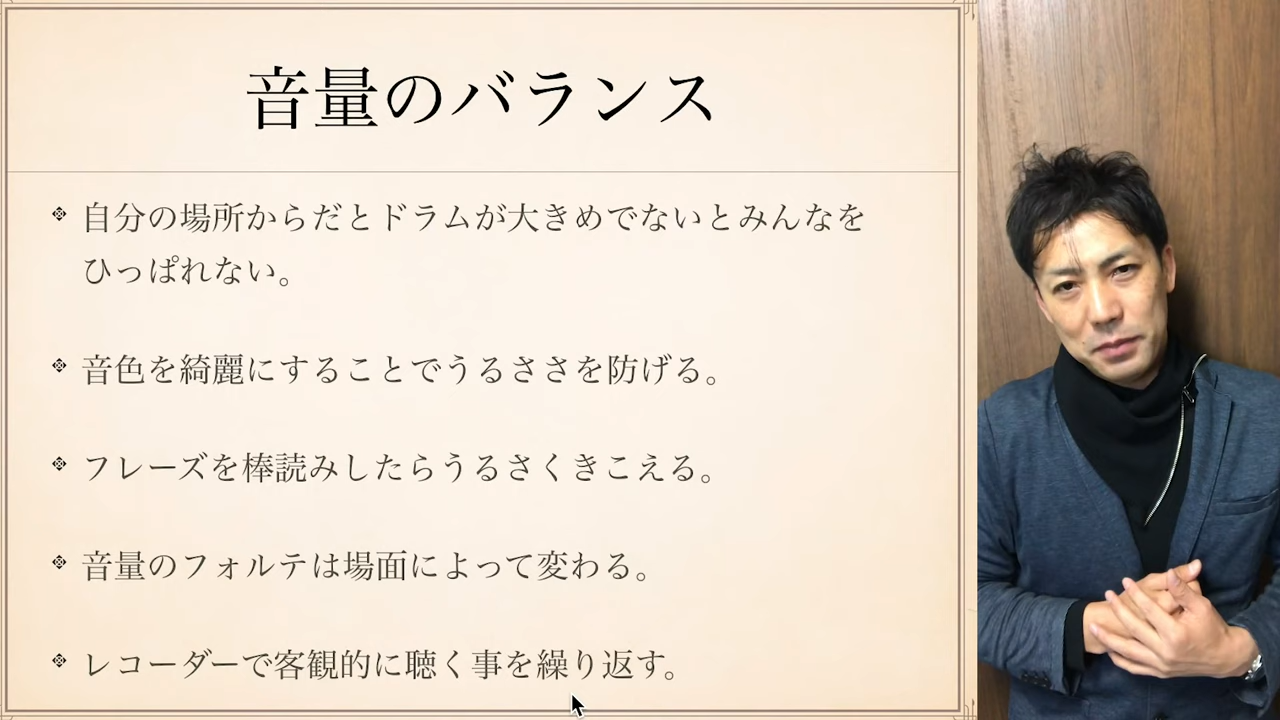 音量のバランス
自分の場所からだとドラムが大きめでないとみんなを
ひっぱれない。
音色を綺麗にすることでうるささを防げる。
フレーズを棒読みしたらうるさくきこえる。
音量のフォルテは場面によって変わる。
レコーダーで客観的に聴く事を繰り返す。